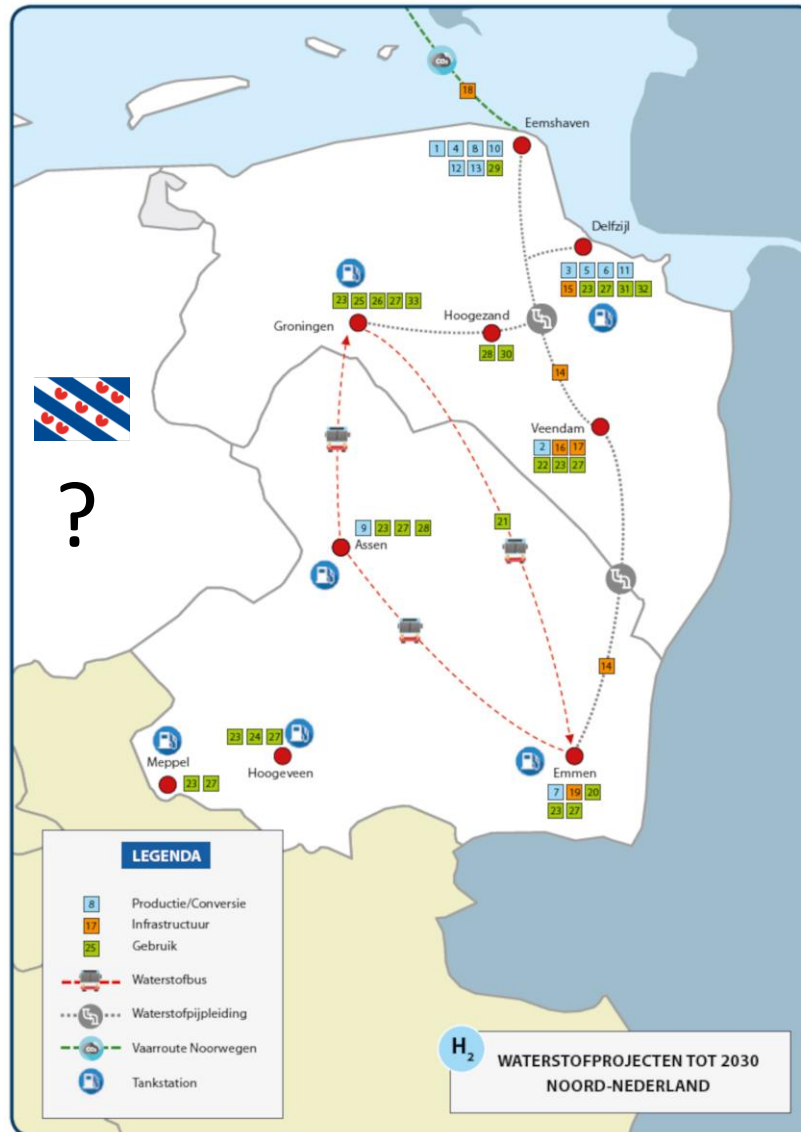 CO₂
18
Eemshaven
1 4 8 10
12 13 29
Delfzijl
3 5 6 11
15 23 27 31 32
23 25 26 27 33
Groningen
Hoogezand
28 30
14
Veendam
2 16 17
22 23 27
?
21
9 23 27 28
Assen
14
23 24 27
Hoogeveen
Meppel
23 27
Emmen
7 19 20
23 27
LEGENDA
8 Productie/Conversie
17 Infrastructuur
25 Gebruik
Waterstofbus
Waterstofpijpleiding
Vaarroute Noorwegen
Tankstation
H₂
WATERSTOFPROJECTEN TOT 2030
NOORD-NEDERLAND